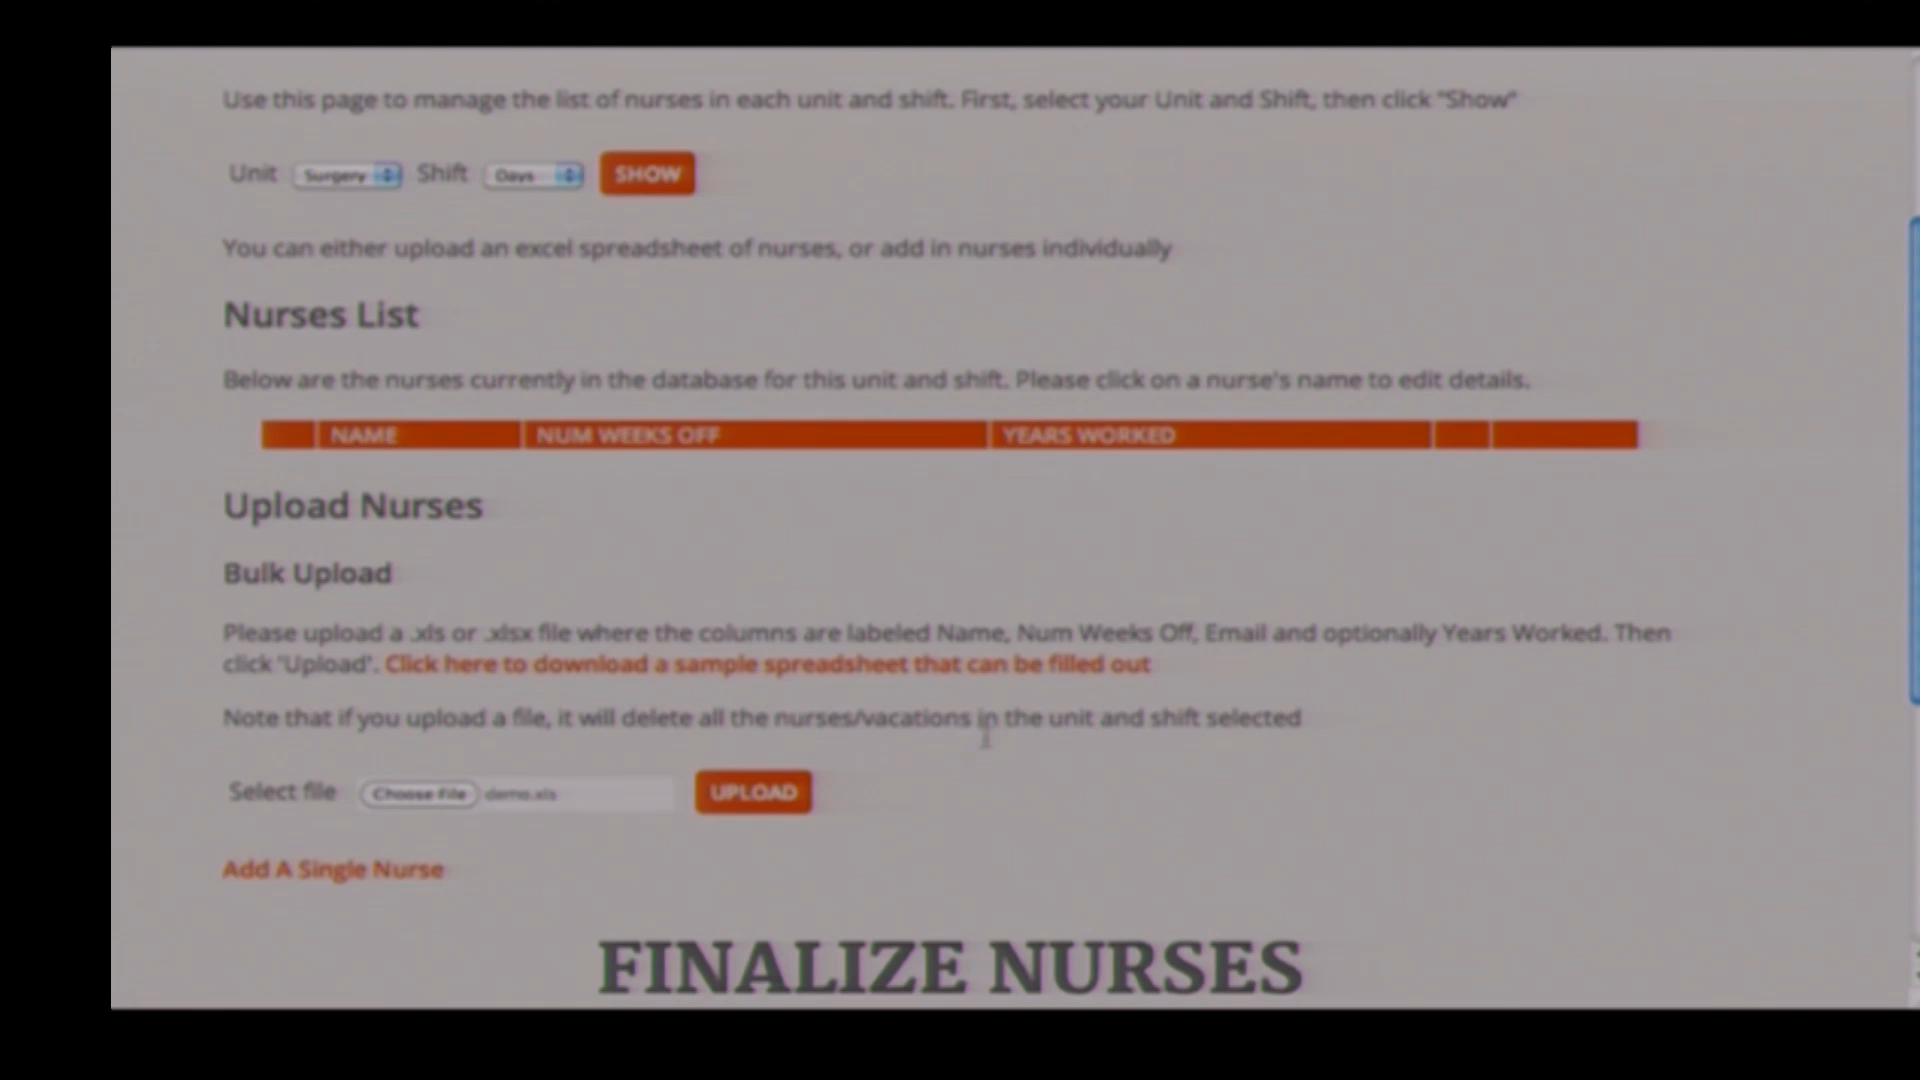 Use this page to manage the list of nurses in each unit and shift. First, select your Unit and Shift, then click "Show"
Unit Surgery Shift Days SHOW
You can either upload an excel spreadsheet of nurses, or add in nurses individually
Nurses List
Below are the nurses currently in the database for this unit and shift. Please click on a nurse's name to edit details.
NAME NUM WEEKS OFF YEARS WORKED
Upload Nurses
Bulk Upload
Please upload a .xls or .xlsx file where the columns are labeled Name, Num Weeks Off, Email and optionally Years Worked. Then
click 'Upload'. Click here to download a sample spreadsheet that can be filled out
Note that if you upload a file, it will delete all the nurses/vacations in the unit and shift selected
Select file Choose File demo.xls UPLOAD
Add A Single Nurse
FINALIZE NURSES